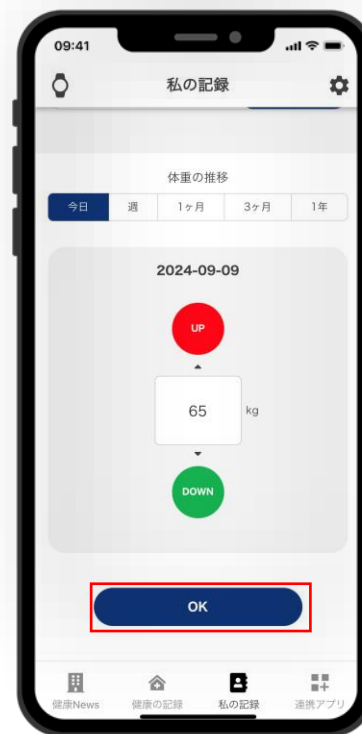 09:41
私の記録
体重の推移
今日 週 1ヶ月 3ヶ月 1年
2024-09-09
UP
65 kg
DOWN
OK
健康News 健康の記録 私の記録 連携アプリ